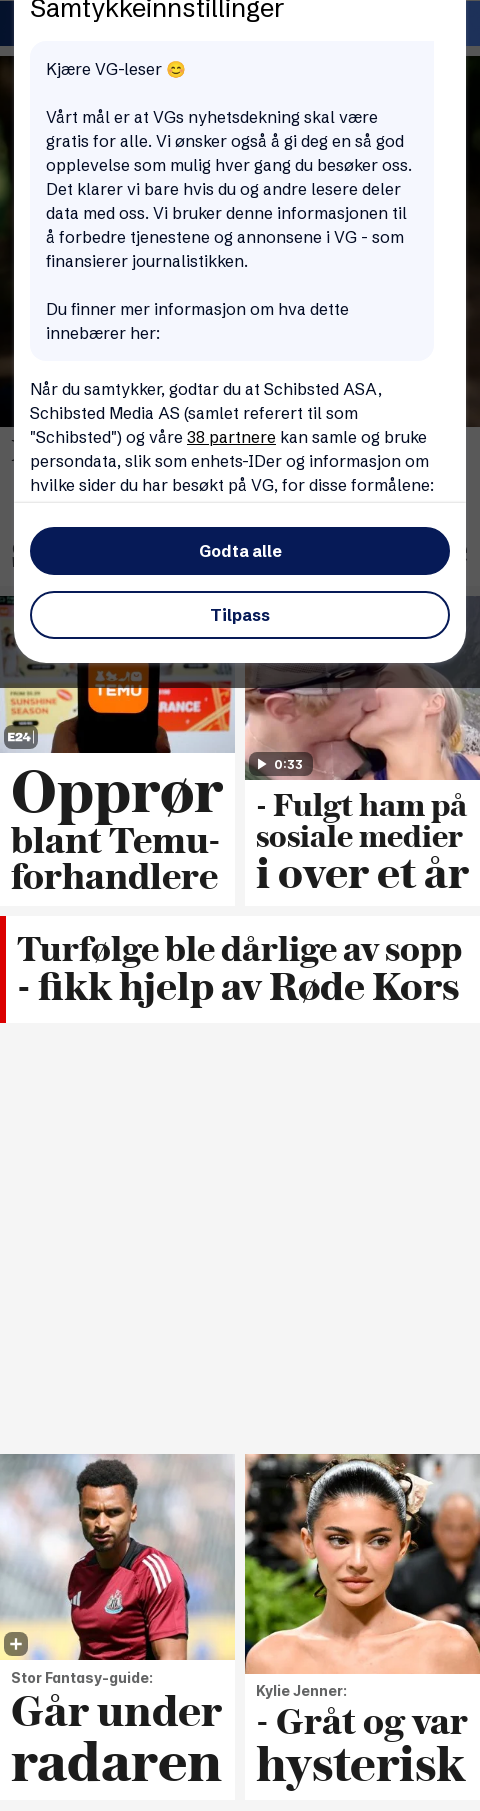 Samtykkeinnstillinger
Kjære VG-leser 😊
Vårt mål er at VGs nyhetsdekning skal være
gratis for alle. Vi ønsker også å gi deg en så god
opplevelse som mulig hver gang du besøker oss.
Det klarer vi bare hvis du og andre lesere deler
data med oss. Vi bruker denne informasjonen til
å forbedre tjenestene og annonsene i VG - som
finansierer journalistikken.
Du finner mer informasjon om hva dette
innebærer her:
Når du samtykker, godtar du at Schibsted ASA,
Schibsted Media AS (samlet referert til som
"Schibsted") og våre 38 partnere kan samle og bruke
persondata, slik som enhets-IDer og informasjon om
hvilke sider du har besøkt på VG, for disse formålene:
Godta alle
Tilpass
FROM $0.29
SUNSHINE
SEASON
TEMU
E24
0:33
Opprør
blant Temu-
forhandlere
- Fulgt ham på
sosiale medier
i over et år
Turfølge ble dårlige av sopp
- fikk hjelp av Røde Kors
Stor Fantasy-guide:
Går under
radaren
Kylie Jenner:
- Gråt og var
hysterisk